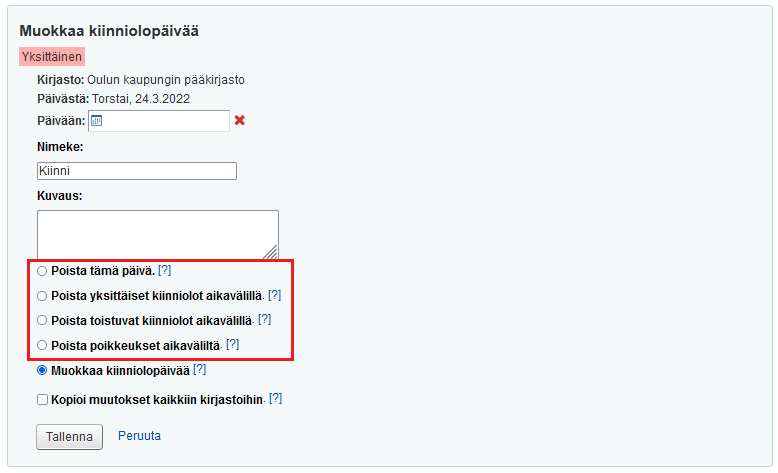 Muokkaa kiinniolopäivää
Yksittäinen
Kirjasto: Oulun kaupungin pääkirjasto
Päivästä: Torstai, 24.3.2022
Päivään:
Nimeke:
Kiinni
Kuvaus:
Poista tämä päivä. [?]
Poista yksittäiset kiinniolot aikavälillä. [?]
Poista toistuvat kiinniolot aikavälillä. [?]
Poista poikkeukset aikaväliltä. [?]
Muokkaa kiinniolopäivää [?]
Kopioi muutokset kaikkiin kirjastoihin. [?]
Tallenna Peruuta